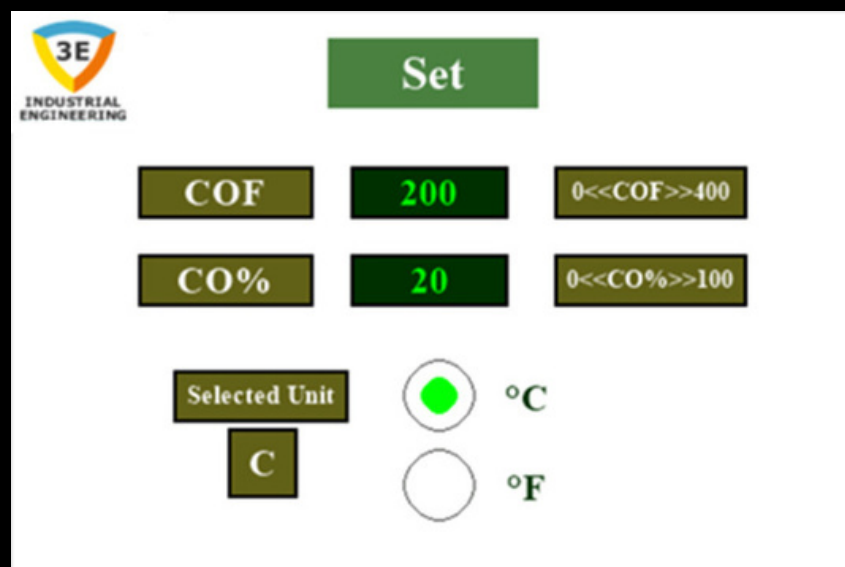 3E
INDUSTRIAL
ENGINEERING
Set
COF 200 0<<COF>>400
CO% 20 0<<CO%>>100
Selected Unit °C
C
°F